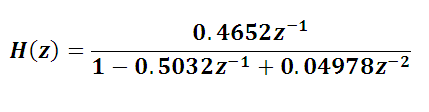 H(z) = 0.4652z⁻¹ / (1 − 0.5032z⁻¹ + 0.04978z⁻²)